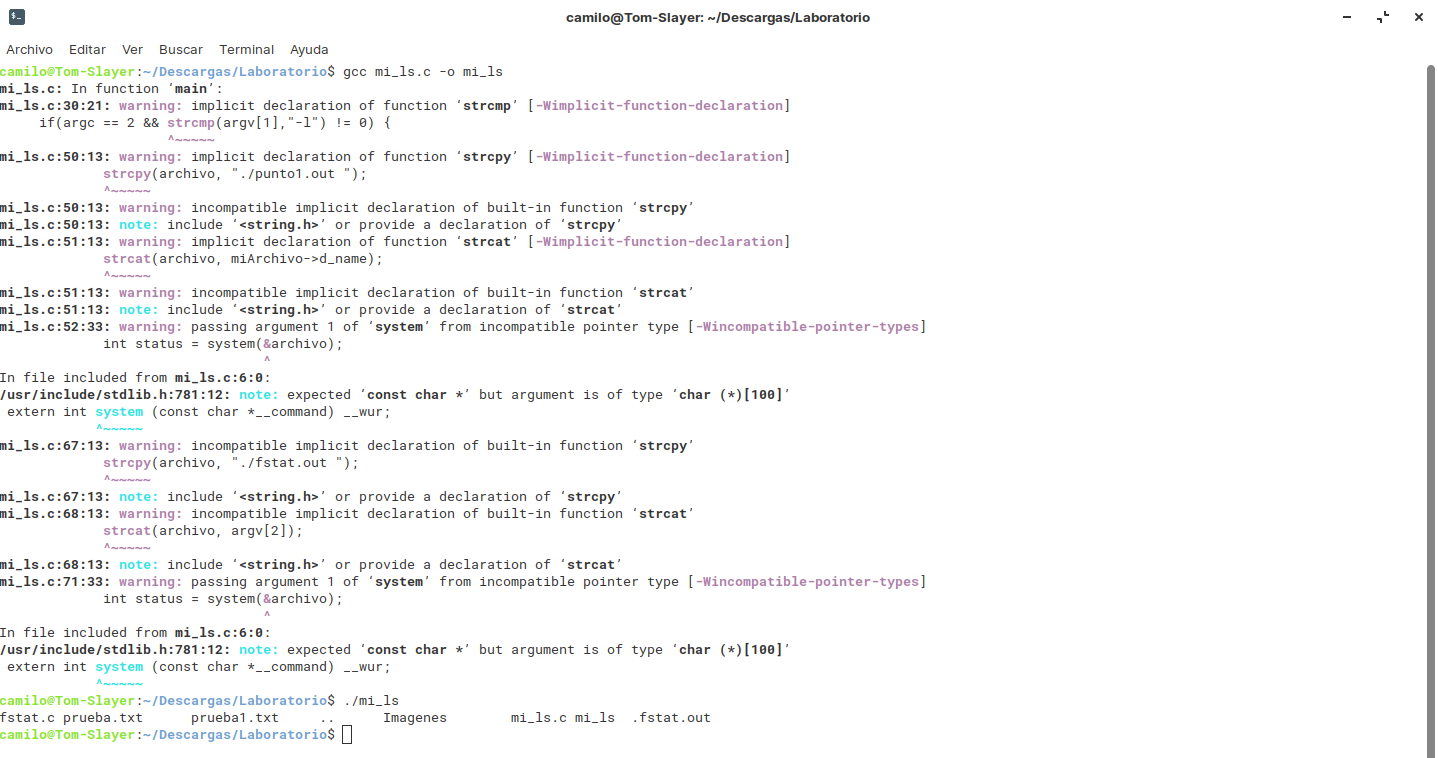 camilo@Tom-Slayer: ~/Descargas/Laboratorio
Archivo Editar Ver Buscar Terminal Ayuda
camilo@Tom-Slayer:~/Descargas/Laboratorio$ gcc mi_ls.c -o mi_ls
mi_ls.c: In function ‘main’:
mi_ls.c:30:21: warning: implicit declaration of function ‘strcmp’ [-Wimplicit-function-declaration]
     if(argc == 2 && strcmp(argv[1],"-l") != 0) {
                     ^~~~~~
mi_ls.c:50:13: warning: implicit declaration of function ‘strcpy’ [-Wimplicit-function-declaration]
             strcpy(archivo, "./punto1.out ");
             ^~~~~~
mi_ls.c:50:13: warning: incompatible implicit declaration of built-in function ‘strcpy’
mi_ls.c:50:13: note: include ‘<string.h>’ or provide a declaration of ‘strcpy’
mi_ls.c:51:13: warning: implicit declaration of function ‘strcat’ [-Wimplicit-function-declaration]
             strcat(archivo, miArchivo->d_name);
             ^~~~~~
mi_ls.c:51:13: warning: incompatible implicit declaration of built-in function ‘strcat’
mi_ls.c:51:13: note: include ‘<string.h>’ or provide a declaration of ‘strcat’
mi_ls.c:52:33: warning: passing argument 1 of ‘system’ from incompatible pointer type [-Wincompatible-pointer-types]
             int status = system(&archivo);
                                 ^
In file included from mi_ls.c:6:0:
/usr/include/stdlib.h:781:12: note: expected ‘const char *’ but argument is of type ‘char (*)[100]’
 extern int system (const char *__command) __wur;
            ^~~~~~
mi_ls.c:67:13: warning: incompatible implicit declaration of built-in function ‘strcpy’
             strcpy(archivo, "./fstat.out ");
             ^~~~~~
mi_ls.c:67:13: note: include ‘<string.h>’ or provide a declaration of ‘strcpy’
mi_ls.c:68:13: warning: incompatible implicit declaration of built-in function ‘strcat’
             strcat(archivo, argv[2]);
             ^~~~~~
mi_ls.c:68:13: note: include ‘<string.h>’ or provide a declaration of ‘strcat’
mi_ls.c:71:33: warning: passing argument 1 of ‘system’ from incompatible pointer type [-Wincompatible-pointer-types]
             int status = system(&archivo);
                                 ^
In file included from mi_ls.c:6:0:
/usr/include/stdlib.h:781:12: note: expected ‘const char *’ but argument is of type ‘char (*)[100]’
 extern int system (const char *__command) __wur;
            ^~~~~~
camilo@Tom-Slayer:~/Descargas/Laboratorio$ ./mi_ls
fstat.c prueba.txt      prueba1.txt     ..      Imagenes        mi_ls.c mi_ls  .fstat.out
camilo@Tom-Slayer:~/Descargas/Laboratorio$